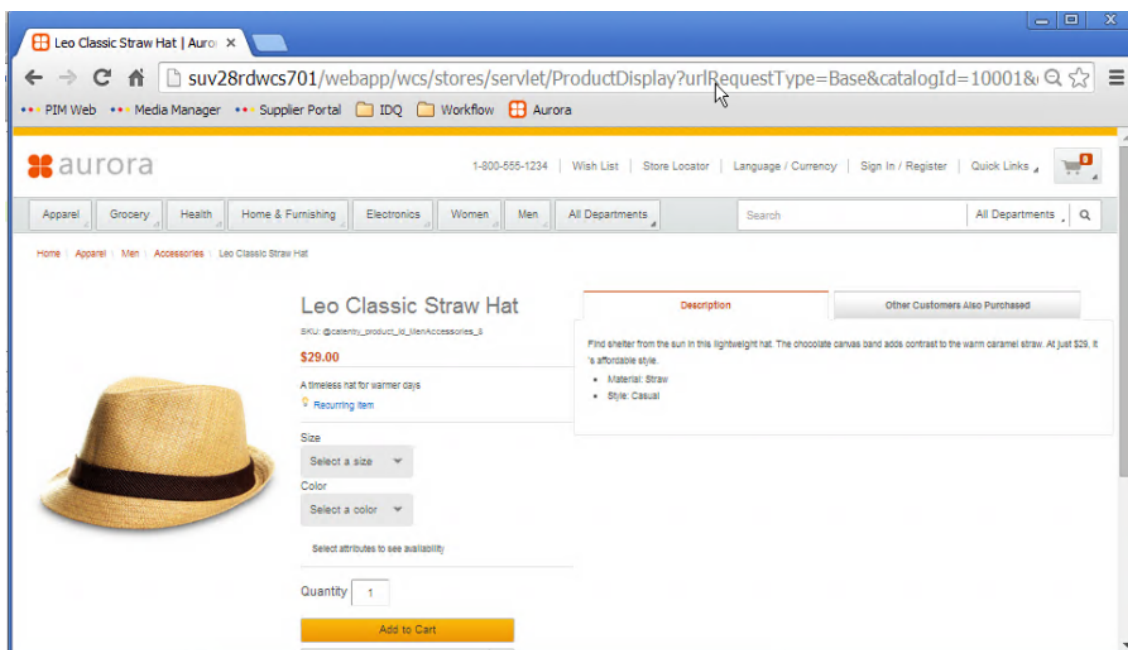 Leo Classic Straw Hat | Auro
suv28rdwcs701/webapp/wcs/stores/servlet/ProductDisplay?urlRequestType=Base&catalogId=10001&
PIM Web Media Manager Supplier Portal IDQ Workflow Aurora
aurora
1-800-555-1234 | Wish List | Store Locator | Language / Currency | Sign In / Register | Quick Links 0
Apparel Grocery Health Home & Furnishing Electronics Women Men All Departments Search All Departments
Home \ Apparel \ Men \ Accessories \ Leo Classic Straw Hat
Leo Classic Straw Hat
SKU: @catentry_product_id_MenAccessories_8
$29.00
A timeless hat for warmer days
Recurring item
Size
Select a size
Color
Select a color
Select attributes to see availability
Quantity 1
Add to Cart
Description Other Customers Also Purchased
Find shelter from the sun in this lightweight hat. The chocolate canvas band adds contrast to the warm caramel straw. At just $29, it
's affordable style.
• Material: Straw
• Style: Casual